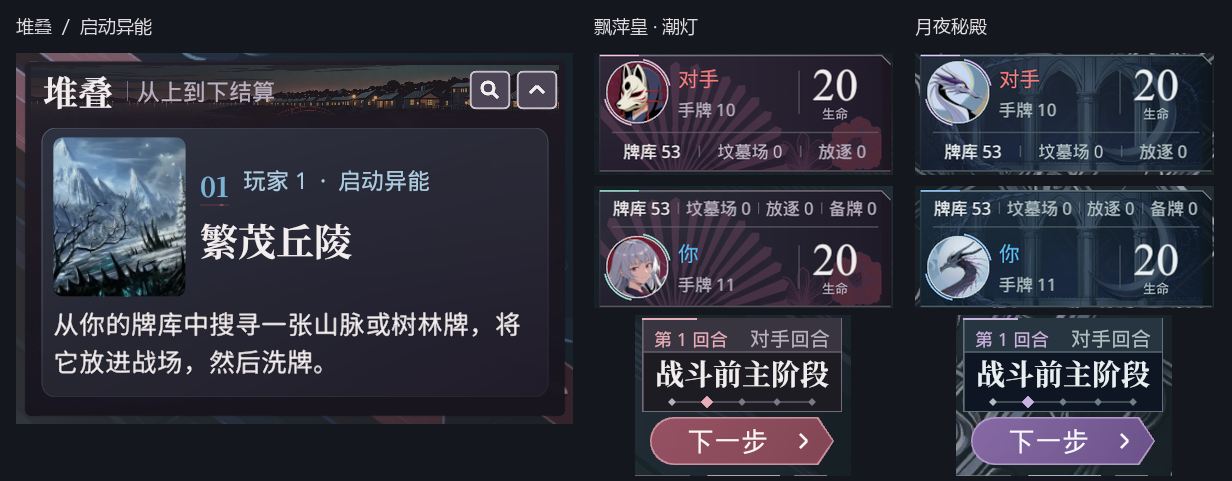 堆叠 / 启动异能
堆叠 从上到下结算
01 玩家 1 · 启动异能
繁茂丘陵
从你的牌库中搜寻一张山脉或树林牌，将
它放进战场，然后洗牌。
飘萍皇 · 潮灯
对手
手牌 10
20
生命
牌库 53 坟墓场 0 放逐 0
牌库 53 坟墓场 0 放逐 0 备牌 0
你
手牌 11
20
生命
第 1 回合 对手回合
战斗前主阶段
下一步
月夜秘殿
对手
手牌 10
20
生命
牌库 53 坟墓场 0 放逐 0
牌库 53 坟墓场 0 放逐 0 备牌 0
你
手牌 11
20
生命
第 1 回合 对手回合
战斗前主阶段
下一步